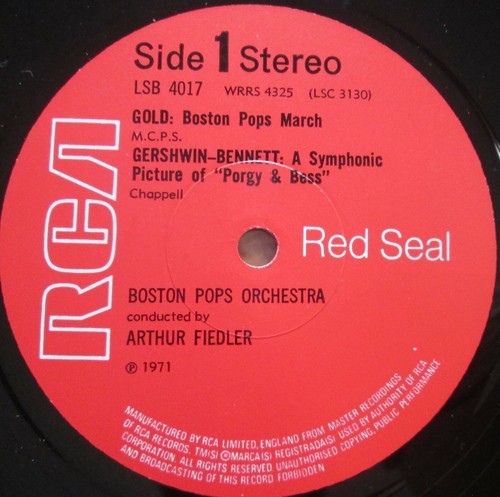 Side 1 Stereo
LSB 4017 WRRS 4325 (LSC 3130)
GOLD: Boston Pops March
M.C.P.S.
GERSHWIN–BENNETT: A Symphonic
Picture of "Porgy & Bess"
Chappell
RCA
Red Seal
BOSTON POPS ORCHESTRA
conducted by
ARTHUR FIEDLER
℗ 1971
MANUFACTURED BY RCA LIMITED, ENGLAND FROM MASTER RECORDINGS
OF RCA RECORDS. TM(S) ® MARCA(S) REGISTRADA(S) USED BY AUTHORITY OF RCA
CORPORATION. ALL RIGHTS RESERVED UNAUTHORISED COPYING, PUBLIC PERFORMANCE
AND BROADCASTING OF THIS RECORD FORBIDDEN